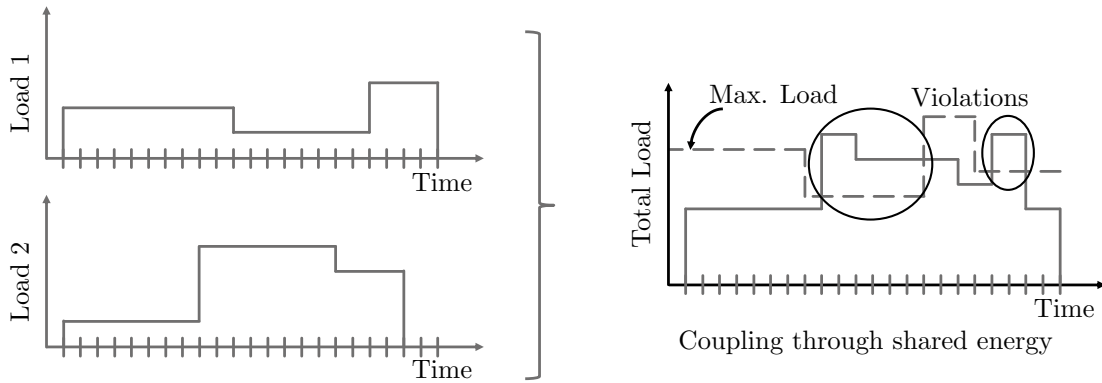 Load 1
Time
Load 2
Time
Max. Load
Violations
Total Load
Time
Coupling through shared energy